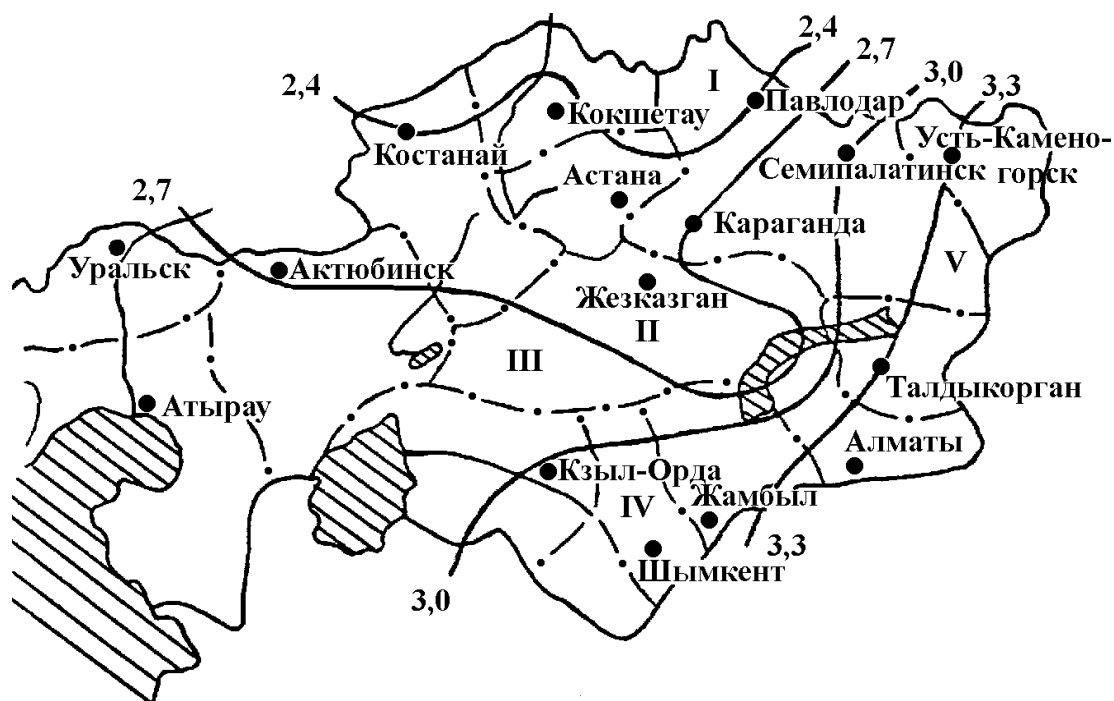 2,4
2,7
I
3,0
3,3
2,4
Павлодар
Кокшетау
Костанай
Усть-Камено-
горск
Семипалатинск
Астана
2,7
Караганда
Уральск
Актюбинск
V
Жезказган
II
III
Талдыкорган
Атырау
Алматы
Кзыл-Орда
Жамбыл
IV
3,3
Шымкент
3,0